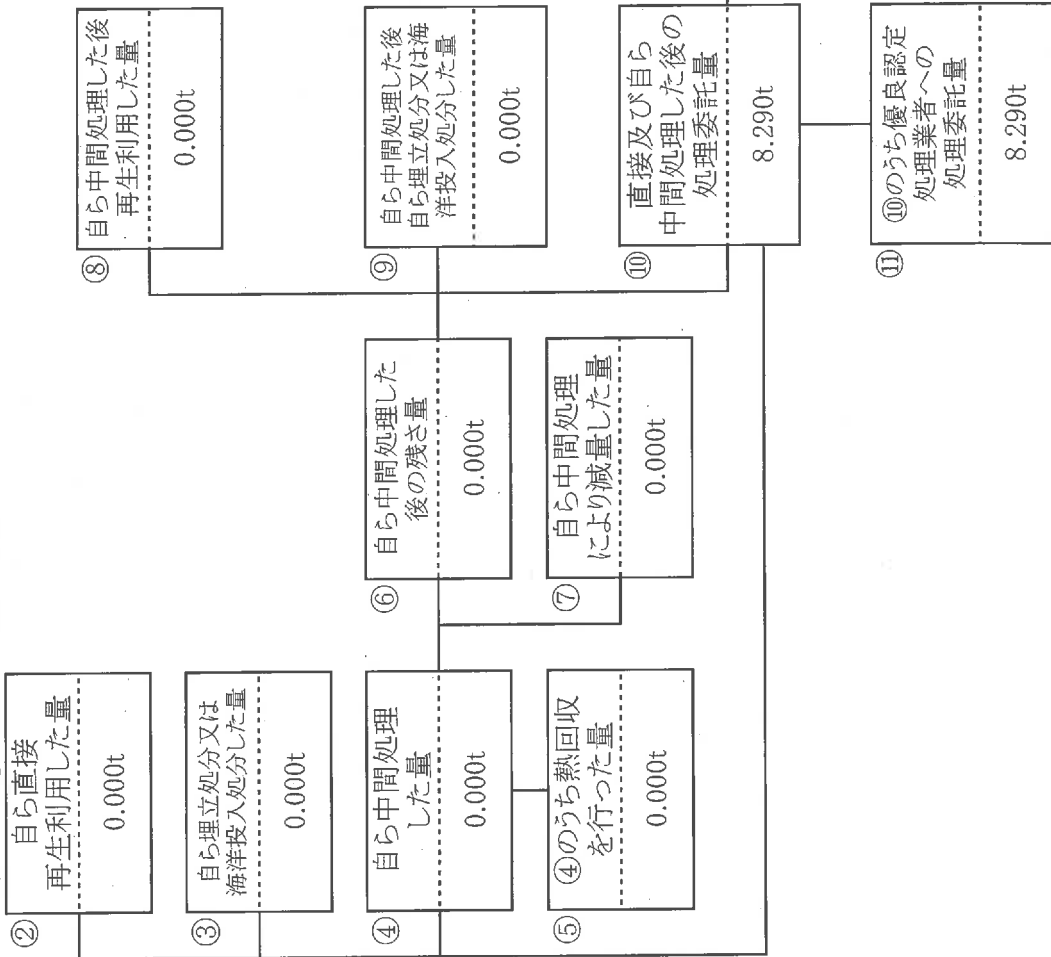 ②
自ら直接
再生利用した量
0.000t
③
自ら埋立処分又は
海洋投入処分した量
0.000t
④
自ら中間処理
した量
0.000t
⑤
④のうち熱回収
を行った量
0.000t
⑥
自ら中間処理した
後の残さ量
0.000t
⑦
自ら中間処理
により減量した量
0.000t
⑧
自ら中間処理した後
再生利用した量
0.000t
⑨
自ら中間処理した後
自ら埋立処分又は海
洋投入処分した量
0.000t
⑩
直接及び自ら
中間処理した後の
処理委託量
8.290t
⑪
⑩のうち優良認定
処理業者への
処理委託量
8.290t